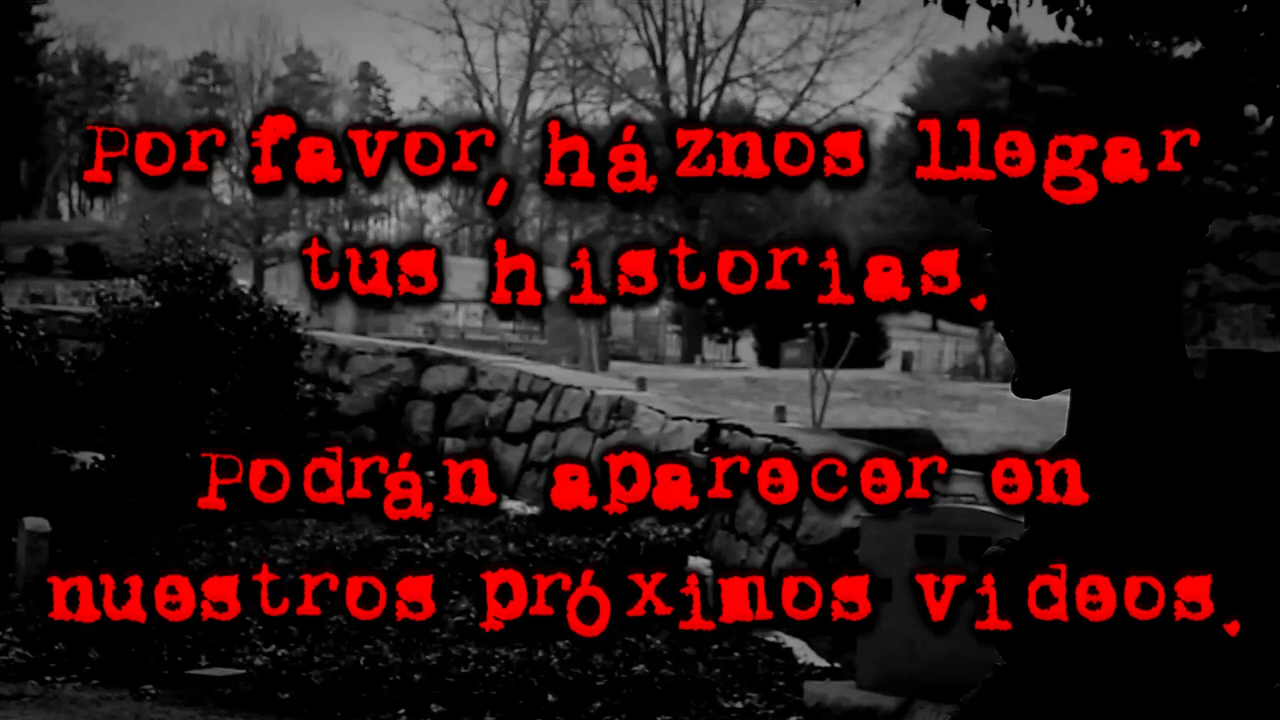 Por favor, háznos llegar
tus historias.
Podrán aparecer en
nuestros próximos videos.